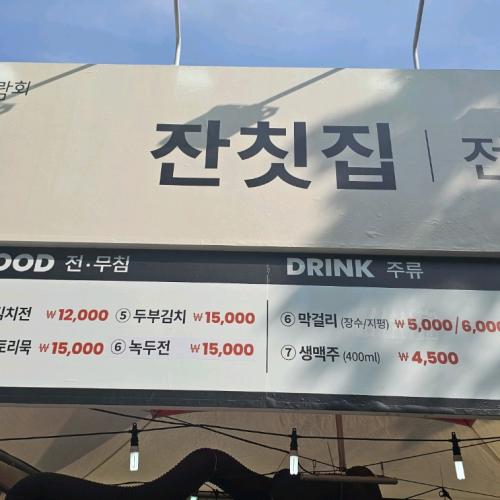 람회
잔칫집 | 전
OOD 전·무침
김치전 ₩12,000 ⑤ 두부김치 ₩15,000
토리묵 ₩15,000 ⑥ 녹두전 ₩15,000
DRINK 주류
⑥ 막걸리 (장수/지평) ₩5,000/6,000
⑦ 생맥주 (400ml) ₩4,500